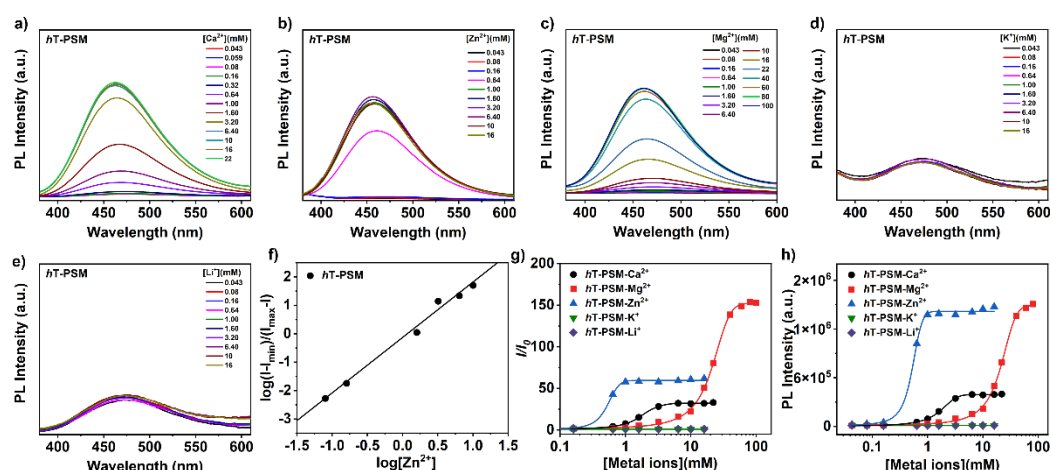 a)
hT-PSM
[Ca²⁺](mM)
0.043
0.059
0.08
0.16
0.32
0.64
1.00
1.60
3.20
6.40
10
16
22
PL Intensity (a.u.)
400 450 500 550 600
Wavelength (nm)
b)
hT-PSM
[Zn²⁺](mM)
0.043
0.08
0.16
0.64
1.00
1.60
3.20
6.40
10
16
PL Intensity (a.u.)
400 450 500 550 600
Wavelength (nm)
c)
hT-PSM
[Mg²⁺](mM)
0.043 10
0.08 16
0.16 22
0.64 40
1.00 60
1.60 80
3.20 100
6.40
PL Intensity (a.u.)
400 450 500 550 600
Wavelength (nm)
d)
hT-PSM
[K⁺](mM)
0.043
0.08
0.16
0.64
1.00
1.60
3.20
6.40
10
16
PL Intensity (a.u.)
400 450 500 550 600
Wavelength (nm)
e)
hT-PSM
[Li⁺](mM)
0.043
0.08
0.16
0.64
1.00
1.60
3.20
6.40
10
16
PL Intensity (a.u.)
400 450 500 550 600
Wavelength (nm)
f)
hT-PSM
log(I-Imin)/(Imax-I)
2
1
0
-1
-2
-3
-1.5 -1.0 -0.5 0.0 0.5 1.0 1.5
log[Zn²⁺]
g)
hT-PSM-Ca²⁺
hT-PSM-Mg²⁺
hT-PSM-Zn²⁺
hT-PSM-K⁺
hT-PSM-Li⁺
I/I0
200
150
100
50
0
0.1 1 10 100
[Metal ions](mM)
h)
hT-PSM-Ca²⁺
hT-PSM-Mg²⁺
hT-PSM-Zn²⁺
hT-PSM-K⁺
hT-PSM-Li⁺
PL Intensity (a.u.)
2×10⁶
1×10⁶
6×10⁵
0
0.1 1 10 100
[Metal ions](mM)